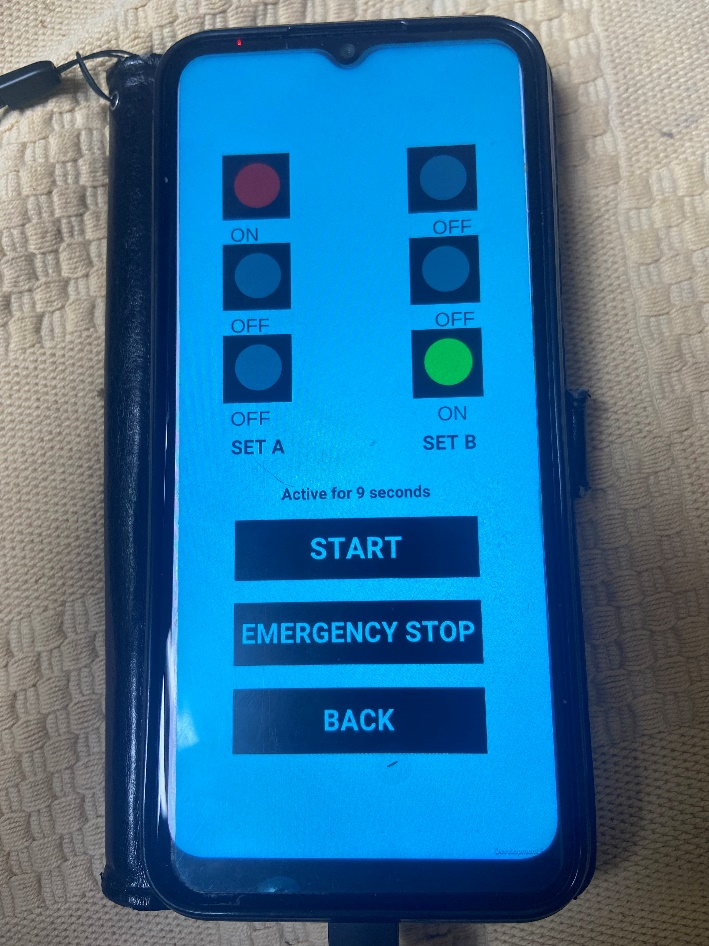 ON OFF
OFF OFF
OFF ON
SET A SET B
Active for 9 seconds
START
EMERGENCY STOP
BACK